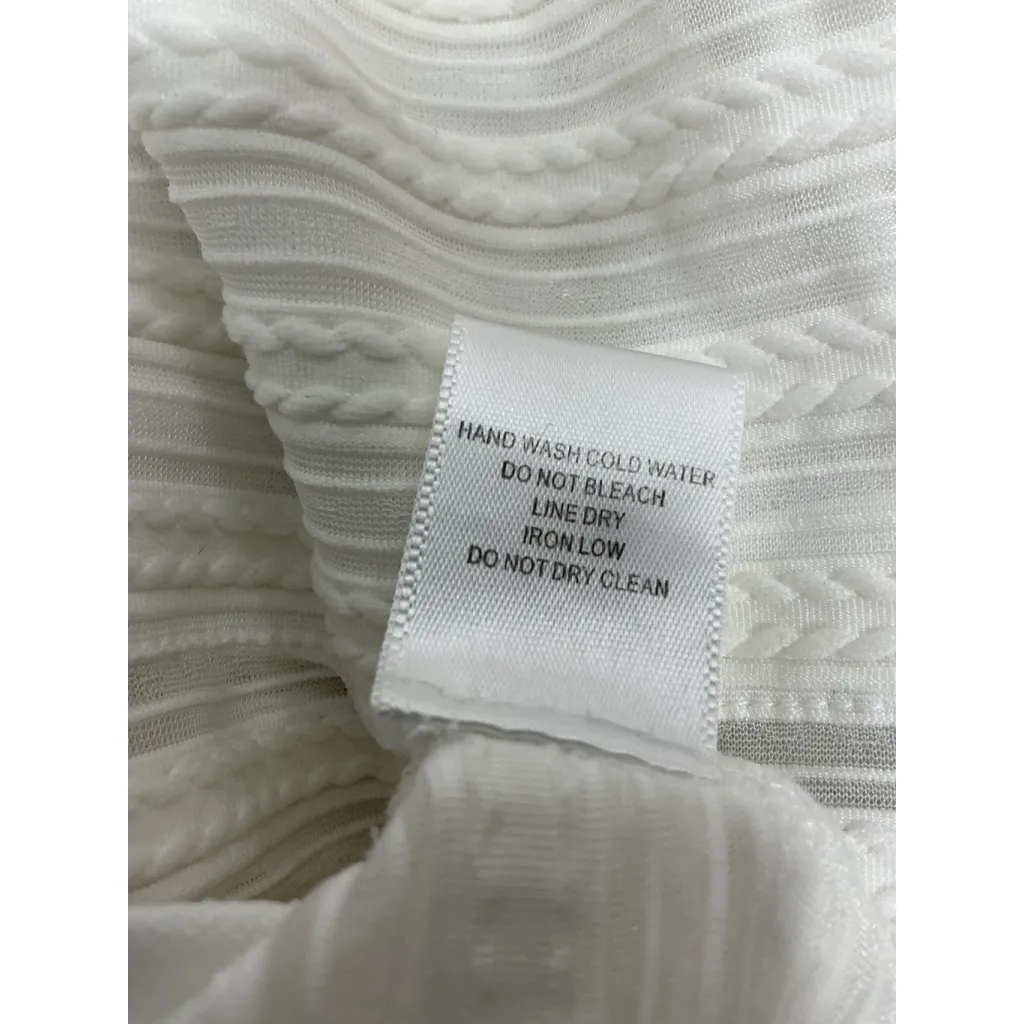 HAND WASH COLD WATER
DO NOT BLEACH
LINE DRY
IRON LOW
DO NOT DRY CLEAN